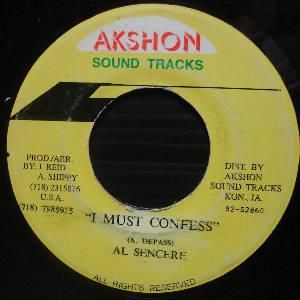 AKSHON
SOUND TRACKS
PROD/ARR.
BY: J. REID
A. SHIPPY
(718) 2315876
U.S.A.
(718) 7988915
DIST. BY
AKSHON
SOUND TRACKS
KGN., JA.
92-52860
"I MUST CONFESS"
(A. DEPASS)
AL SENCERE
ALL RIGHTS RESERVED